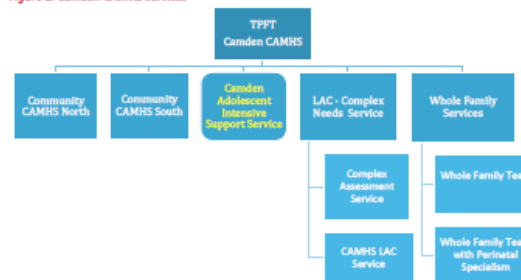 TPFT
Camden CAMHS
Community
CAMHS North
Community
CAMHS South
Camden
Adolescent
Intensive
Support Service
LAC - Complex
Needs Service
Whole Family
Services
Complex
Assessment
Service
CAMHS LAC
Service
Whole Family Tea
Whole Family Tea
with Perinatal
Specialism